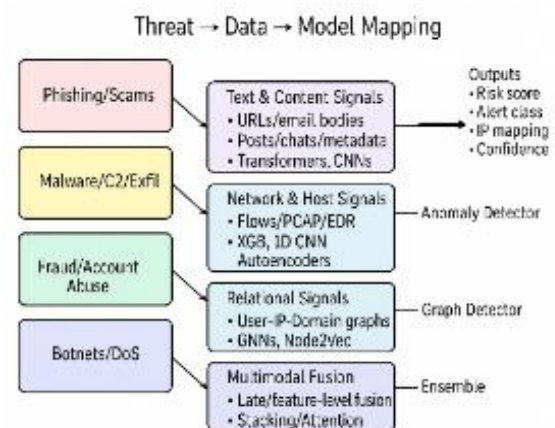 Threat → Data → Model Mapping
Phishing/Scams
Text & Content Signals
• URLs/email bodies
• Posts/chats/metadata
• Transformers, CNNs
Outputs
• Risk score
• Alert class
• IP mapping
• Confidence
Malware/C2/Exfil
Network & Host Signals
• Flows/PCAP/EDR
• XGB, 1D CNN
Autoencoders
Anomaly Detector
Fraud/Account
Abuse
Relational Signals
• User-IP-Domain graphs
• GNNs, Node2Vec
Graph Detector
Botnets/DoS
Multimodal Fusion
• Late/feature-level fusion
• Stacking/Attention
Ensemble